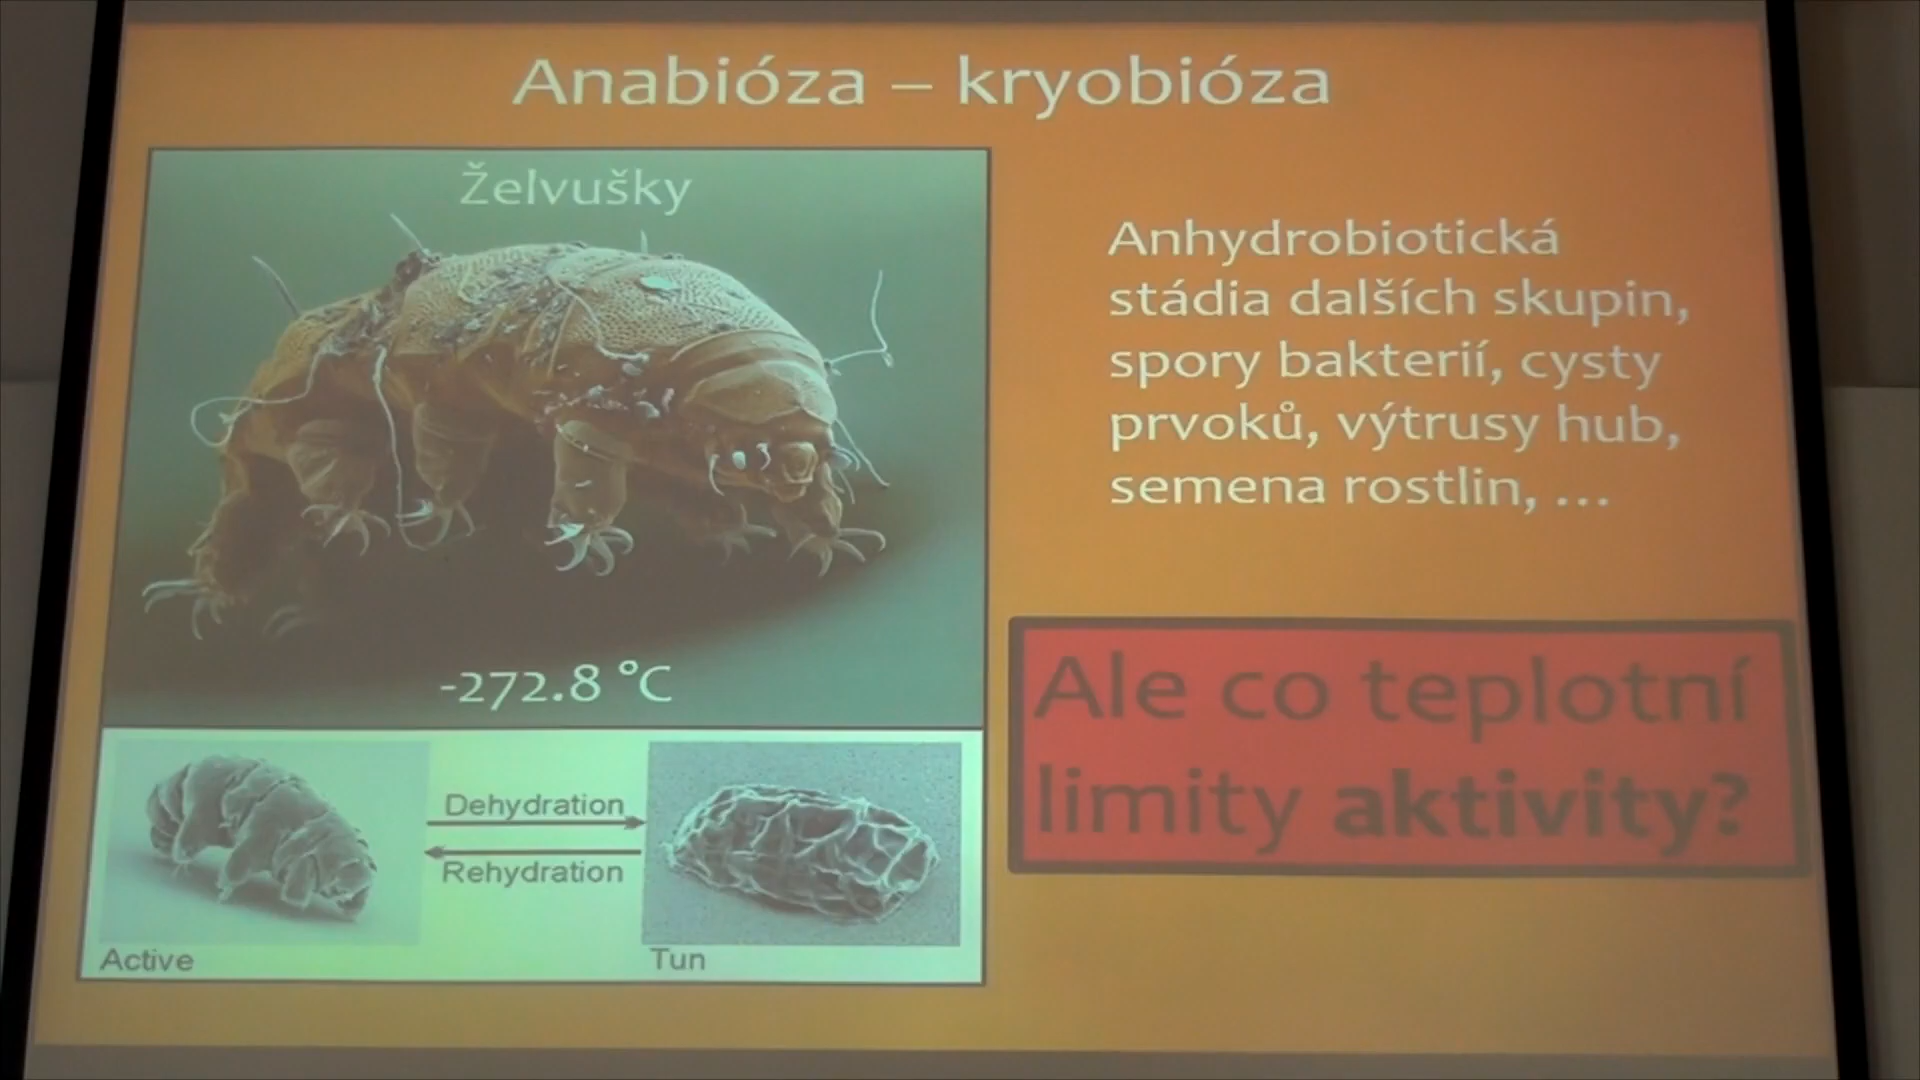 Anabióza – kryobióza
Želvušky
-272.8 °C
Dehydration
Rehydration
Active
Tun
Anhydrobiotická
stádia dalších skupin,
spory bakterií, cysty
prvoků, výtrusy hub,
semena rostlin, ...
Ale co teplotní
limity aktivity?